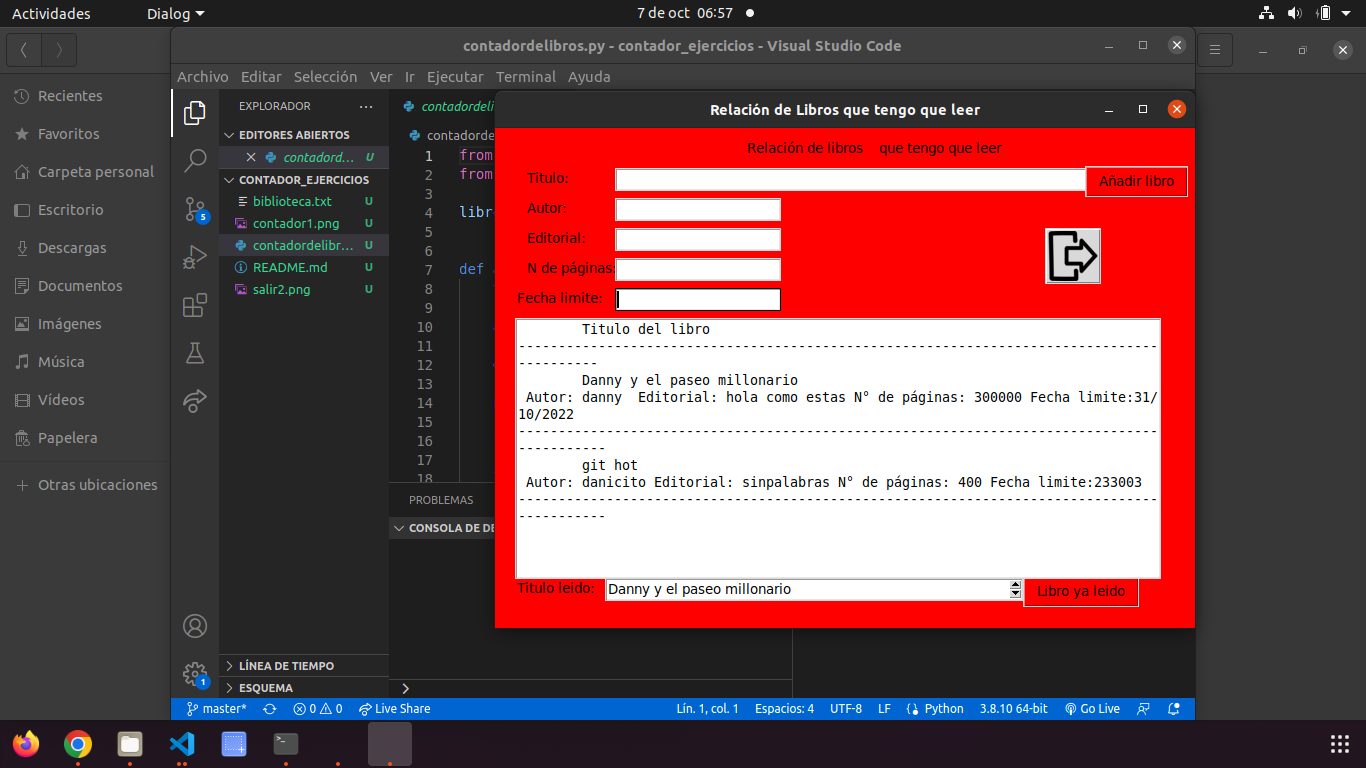 Actividades
Dialog
7 de oct 06:57
contadordelibros.py - contador_ejercicios - Visual Studio Code
Archivo Editar Selección Ver Ir Ejecutar Terminal Ayuda
Recientes
Favoritos
Carpeta personal
Escritorio
Descargas
Documentos
Imágenes
Música
Vídeos
Papelera
Otras ubicaciones
EXPLORADOR
EDITORES ABIERTOS
contadord... U
CONTADOR_EJERCICIOS
biblioteca.txt U
contador1.png U
contadordelibr... U
README.md U
salir2.png U
5
1
LÍNEA DE TIEMPO
ESQUEMA
contadordeli
contadorde
1 from
2 from
3
4 libr
5
6
7 def
8
9
10
11
12
13
14
15
16
17
18
PROBLEMAS
CONSOLA DE DE
Relación de Libros que tengo que leer
Relación de libros que tengo que leer
Titulo:
Añadir libro
Autor:
Editorial:
N de páginas:
Fecha limite:
Titulo del libro
--------------------------------------------------------------------------------
----------
Danny y el paseo millonario
Autor: danny Editorial: hola como estas N° de páginas: 300000 Fecha limite:31/
10/2022
--------------------------------------------------------------------------------
-----------
git hot
Autor: danicito Editorial: sinpalabras N° de páginas: 400 Fecha limite:233003
--------------------------------------------------------------------------------
-----------
Titulo leido:
Danny y el paseo millonario
Libro ya leido
master*
0 0
Live Share
Lín. 1, col. 1
Espacios: 4
UTF-8
LF
Python
3.8.10 64-bit
Go Live